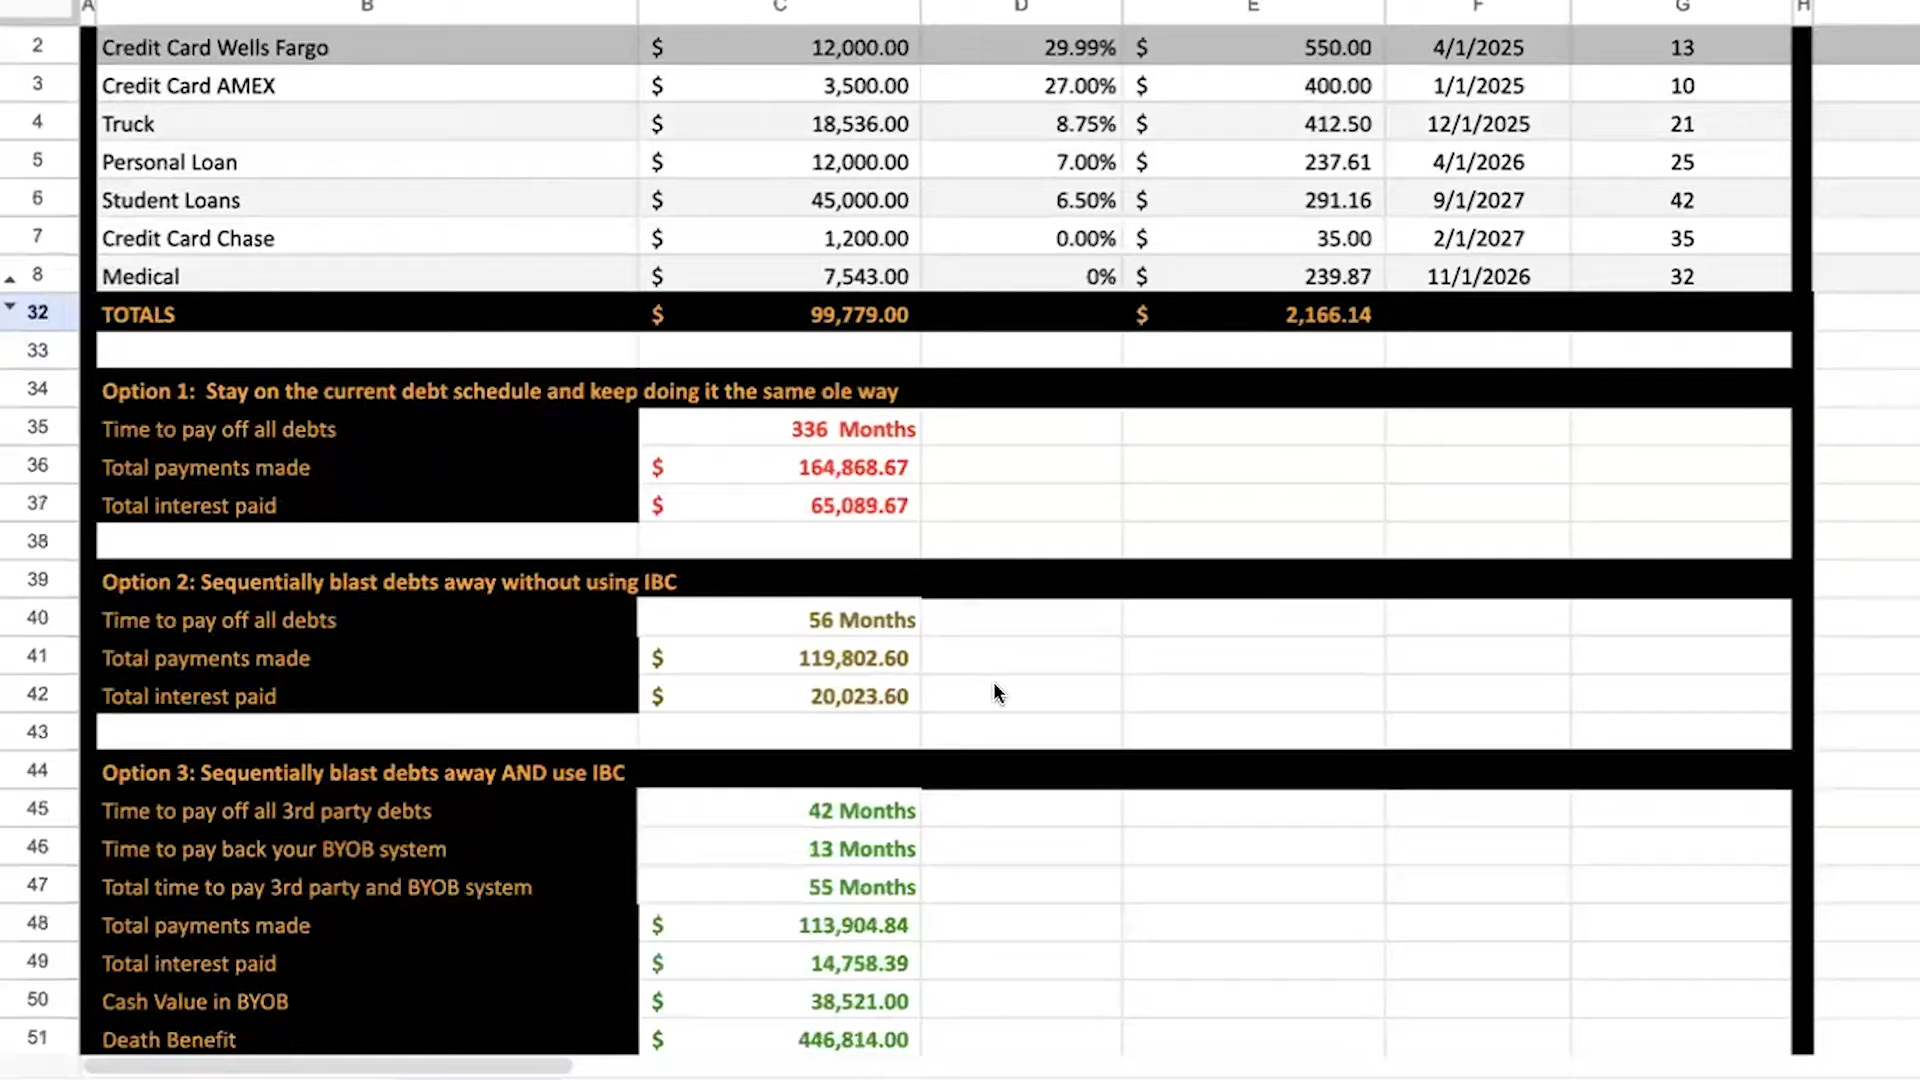 A B C D E F G H
2 Credit Card Wells Fargo $ 12,000.00 29.99% $ 550.00 4/1/2025 13
3 Credit Card AMEX $ 3,500.00 27.00% $ 400.00 1/1/2025 10
4 Truck $ 18,536.00 8.75% $ 412.50 12/1/2025 21
5 Personal Loan $ 12,000.00 7.00% $ 237.61 4/1/2026 25
6 Student Loans $ 45,000.00 6.50% $ 291.16 9/1/2027 42
7 Credit Card Chase $ 1,200.00 0.00% $ 35.00 2/1/2027 35
8 Medical $ 7,543.00 0% $ 239.87 11/1/2026 32
32 TOTALS $ 99,779.00 $ 2,166.14
33
34 Option 1: Stay on the current debt schedule and keep doing it the same ole way
35 Time to pay off all debts 336 Months
36 Total payments made $ 164,868.67
37 Total interest paid $ 65,089.67
38
39 Option 2: Sequentially blast debts away without using IBC
40 Time to pay off all debts 56 Months
41 Total payments made $ 119,802.60
42 Total interest paid $ 20,023.60
43
44 Option 3: Sequentially blast debts away AND use IBC
45 Time to pay off all 3rd party debts 42 Months
46 Time to pay back your BYOB system 13 Months
47 Total time to pay 3rd party and BYOB system 55 Months
48 Total payments made $ 113,904.84
49 Total interest paid $ 14,758.39
50 Cash Value in BYOB $ 38,521.00
51 Death Benefit $ 446,814.00